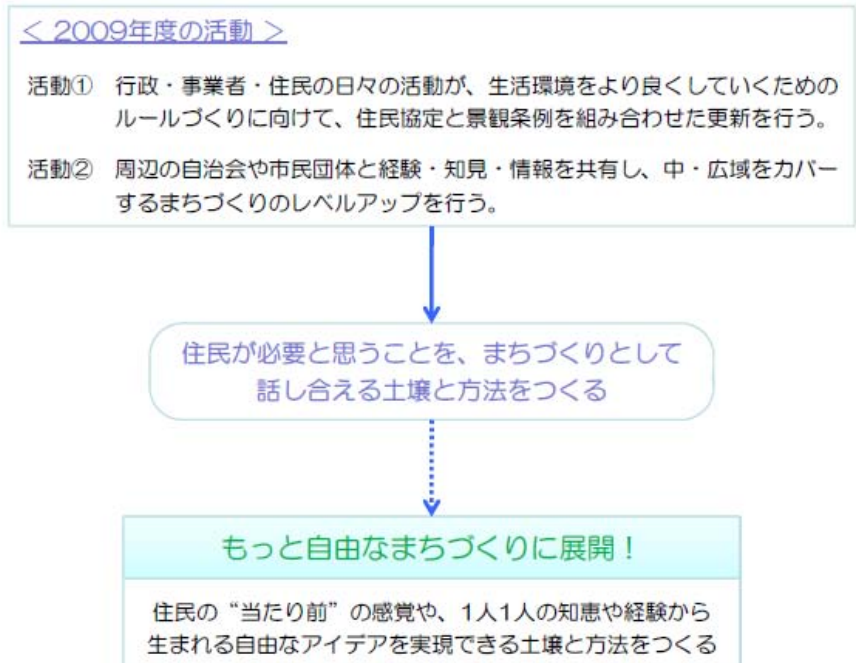 ＜ 2009年度の活動 ＞
活動① 行政・事業者・住民の日々の活動が、生活環境をより良くしていくための
ルールづくりに向けて、住民協定と景観条例を組み合わせた更新を行う。
活動② 周辺の自治会や市民団体と経験・知見・情報を共有し、中・広域をカバー
するまちづくりのレベルアップを行う。
住民が必要と思うことを、まちづくりとして
話し合える土壌と方法をつくる
もっと自由なまちづくりに展開！
住民の“当たり前”の感覚や、1人1人の知恵や経験から
生まれる自由なアイデアを実現できる土壌と方法をつくる